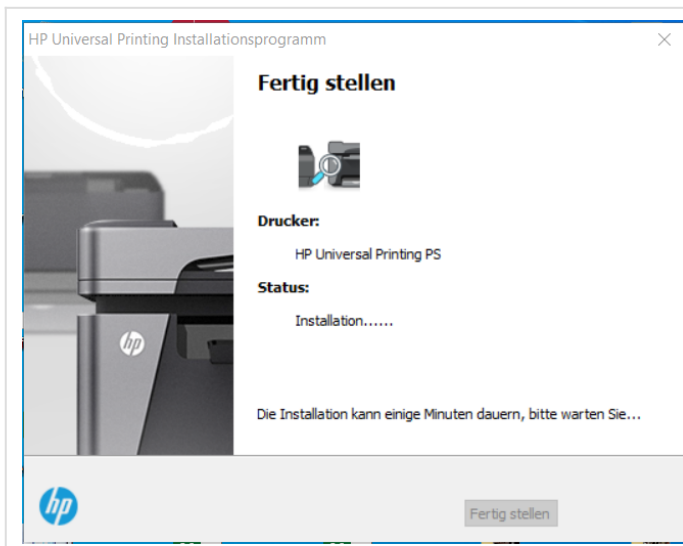 HP Universal Printing Installationsprogramm
Fertig stellen
Drucker:
HP Universal Printing PS
Status:
Installation......
hp
Die Installation kann einige Minuten dauern, bitte warten Sie...
hp
Fertig stellen